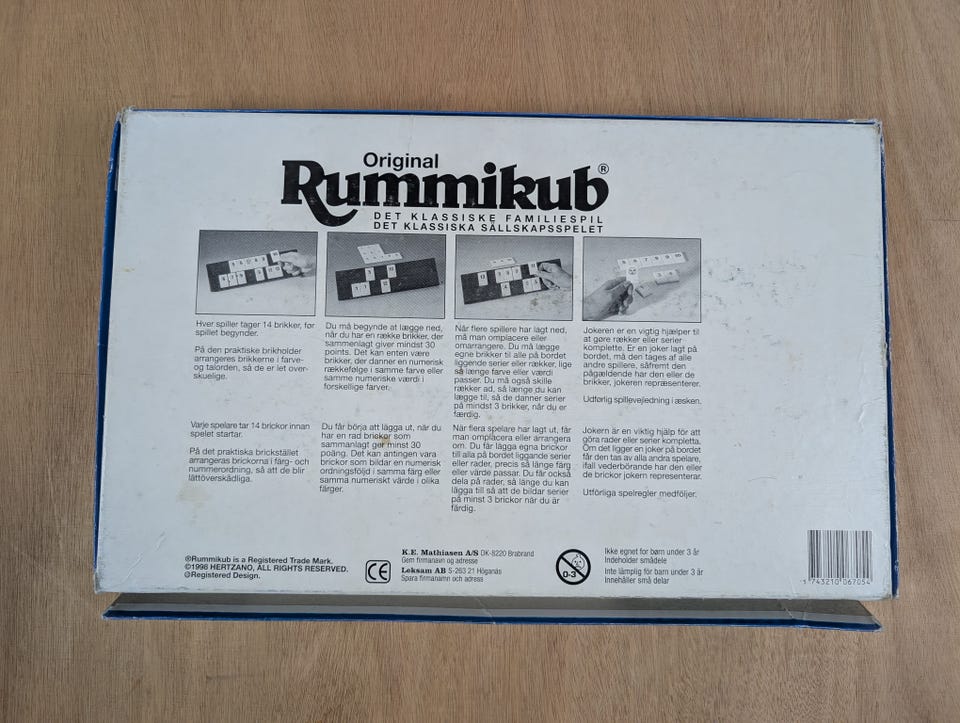 Original
Rummikub®
DET KLASSISKE FAMILIESPIL
DET KLASSISKA SÄLLSKAPSSPELET
Hver spiller tager 14 brikker, før
spillet begynder.
På den praktiske brikholder
arrangeres brikkerne i farve-
og talorden, så de er let over-
skuelige.
Du må begynde at lægge ned,
når du har en række brikker, der
sammenlagt giver mindst 30
points. Det kan enten være
brikker, der danner en numerisk
rækkefølge i samme farve eller
samme numeriske værdi i
forskellige farver.
Når flere spillere har lagt ned,
må man omplacere eller
omarrangere. Du må lægge
egne brikker til alle på bordet
liggende serier eller rækker, lige
så længe farve eller værdi
passer. Du må også skille
rækker ad, så længe du kan
lægge til, så de danner serier
på mindst 3 brikker, når du er
færdig.
Jokeren er en vigtig hjælper til
at gøre rækker eller serier
komplette. Er en joker lagt på
bordet, må den tages af alle
andre spillere, såfremt den
pågældende har den eller de
brikker, jokeren repræsenterer.
Udførlig spillevejledning i æsken.
Varje spelare tar 14 brickor innan
spelet startar.
På det praktiska brickstället
arrangeras brickorna i färg- och
nummerordning, så att de blir
lättöverskådliga.
Du får börja att lägga ut, när du
har en rad brickor som
sammanlagt ger minst 30
poäng. Det kan antingen vara
brickor som bildar en numerisk
ordningsföljd i samma färg eller
samma numeriskt värde i olika
färger.
När flera spelare har lagt ut, får
man omplacera eller arrangera
om. Du får lägga egna brickor
till alla på bordet liggande serier
eller rader, precis så länge färg
eller värde passar. Du får också
dela på rader, så länge du kan
lägga till så att de bildar serier
på minst 3 brickor när du är
färdig.
Jokern är en viktig hjälp för att
göra rader eller serier kompletta.
Om det ligger en joker på bordet
får den tas av alla andra spelare,
ifall vederbörande har den eller
de brickor jokern representerar.
Utförliga spelregler medföljer.
®Rummikub is a Registered Trade Mark.
©1996 HERTZANO, ALL RIGHTS RESERVED.
@Registered Design.
CE
K.E. Mathiasen A/S DK-8220 Brabrand
Gem firmanavn og adresse
Leksam AB S-263 21 Höganäs
Spara firmanamn och adress
0-3
Ikke egnet for børn under 3 år
Indeholder smådele
Inte lämplig för barn under 3 år
Innehåller små delar
5 743210 067054